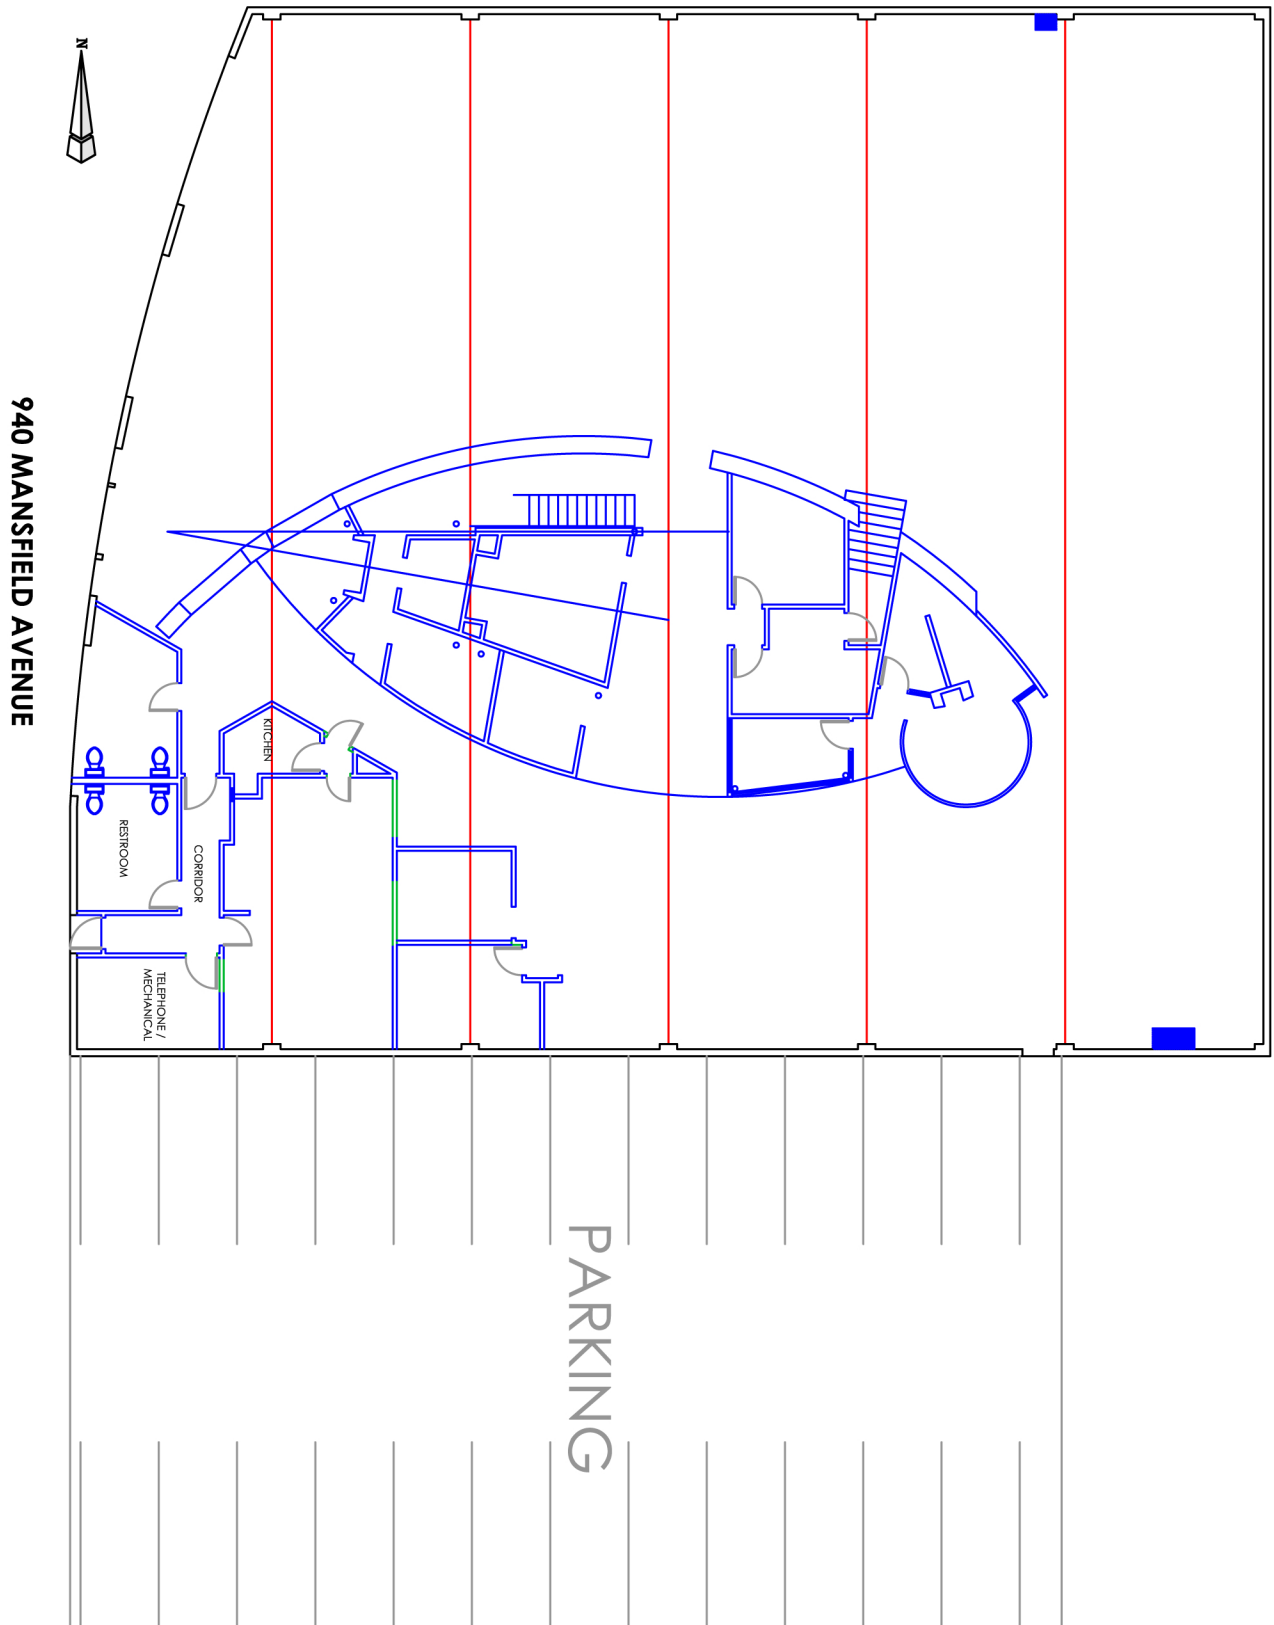 N
940 MANSFIELD AVENUE
KITCHEN
RESTROOM
CORRIDOR
TELEPHONE /
MECHANICAL
PARKING